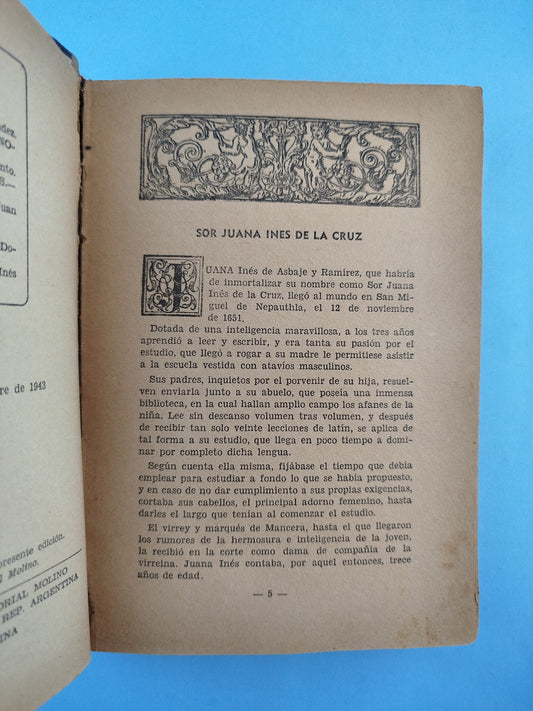 dez.
NO-
ento,
S.—
Juan
Do-
Inés
re de 1943
presente edición.
l Molino.
ORIAL MOLINO
REP. ARGENTINA
INA
SOR JUANA INES DE LA CRUZ
JUANA Inés de Asbaje y Ramírez, que habría
de inmortalizar su nombre como Sor Juana
Inés de la Cruz, llegó al mundo en San Mi-
guel de Nepauthla, el 12 de noviembre
de 1651.
Dotada de una inteligencia maravillosa, a los tres años
aprendió a leer y escribir, y era tanta su pasión por el
estudio, que llegó a rogar a su madre le permitiese asistir
a la escuela vestida con atavíos masculinos.
Sus padres, inquietos por el porvenir de su hija, resuel-
ven enviarla junto a su abuelo, que poseía una inmensa
biblioteca, en la cual hallan amplio campo los afanes de la
niña. Lee sin descanso volumen tras volumen, y después
de recibir tan solo veinte lecciones de latín, se aplica de
tal forma a su estudio, que llega en poco tiempo a domi-
nar por completo dicha lengua.
Según cuenta ella misma, fijábase el tiempo que debía
emplear para estudiar a fondo lo que se había propuesto,
y en caso de no dar cumplimiento a sus propias exigencias,
cortaba sus cabellos, el principal adorno femenino, hasta
darles el largo que tenían al comenzar el estudio.
El virrey y marqués de Mancera, hasta el que llegaron
los rumores de la hermosura e inteligencia de la joven,
la recibió en la corte como dama de compañía de la
virreina. Juana Inés contaba, por aquel entonces, trece
años de edad.
— 5 —